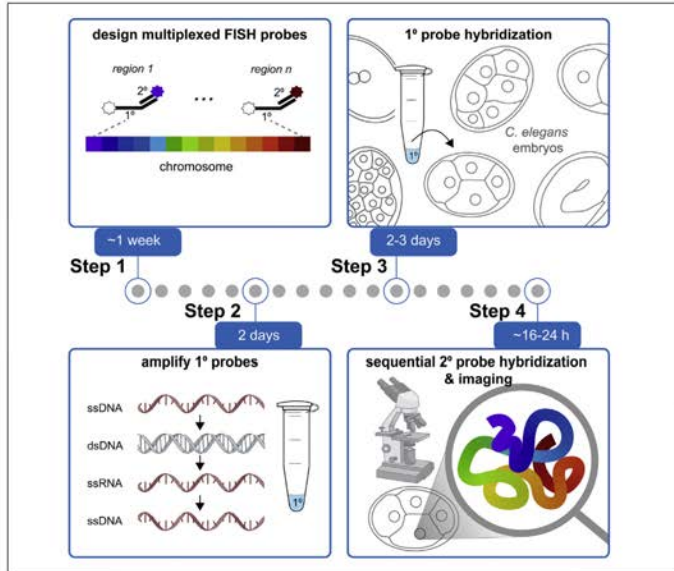 design multiplexed FISH probes
region 1
region n
2º
2º
...
1º
1º
chromosome
1º probe hybridization
1º
C. elegans
embryos
~1 week
2-3 days
Step 1
Step 3
Step 2
Step 4
2 days
~16-24 h
amplify 1º probes
ssDNA
dsDNA
ssRNA
ssDNA
1º
sequential 2º probe hybridization
& imaging